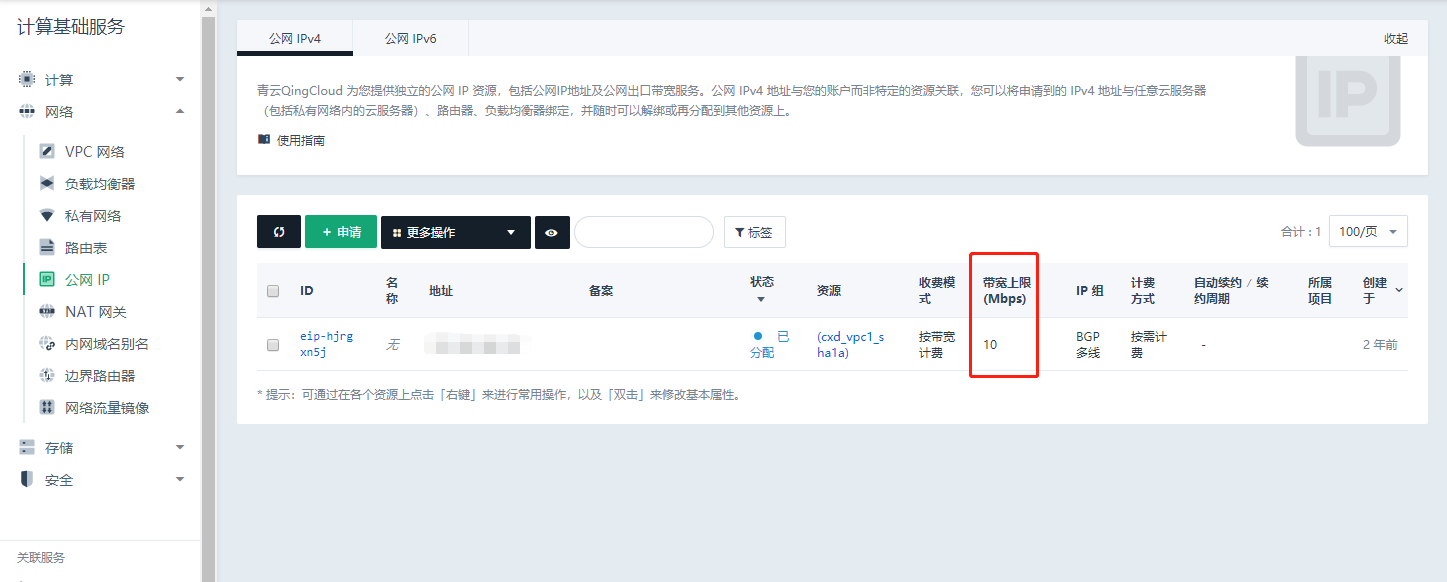 计算基础服务
计算
网络
VPC 网络
负载均衡器
私有网络
路由表
公网 IP
NAT 网关
内网域名别名
边界路由器
网络流量镜像
存储
安全
关联服务
公网 IPv4
公网 IPv6
收起
青云QingCloud 为您提供独立的公网 IP 资源，包括公网IP地址及公网出口带宽服务。公网 IPv4 地址与您的账户而非特定的资源关联，您可以将申请到的 IPv4 地址与任意云服务器
（包括私有网络内的云服务器）、路由器、负载均衡器绑定，并随时可以解绑或再分配到其他资源上。
使用指南
IP
+ 申请
更多操作
标签
合计 : 1
100/页
ID
名称
地址
备案
状态
资源
收费模式
带宽上限 (Mbps)
IP 组
计费方式
自动续约 / 续约周期
所属项目
创建于
eip-hjrgxn5j
无
已分配
(cxd_vpc1_sha1a)
按带宽计费
10
BGP 多线
按需计费
-
2 年前
* 提示：可通过在各个资源上点击「右键」来进行常用操作，以及「双击」来修改基本属性。